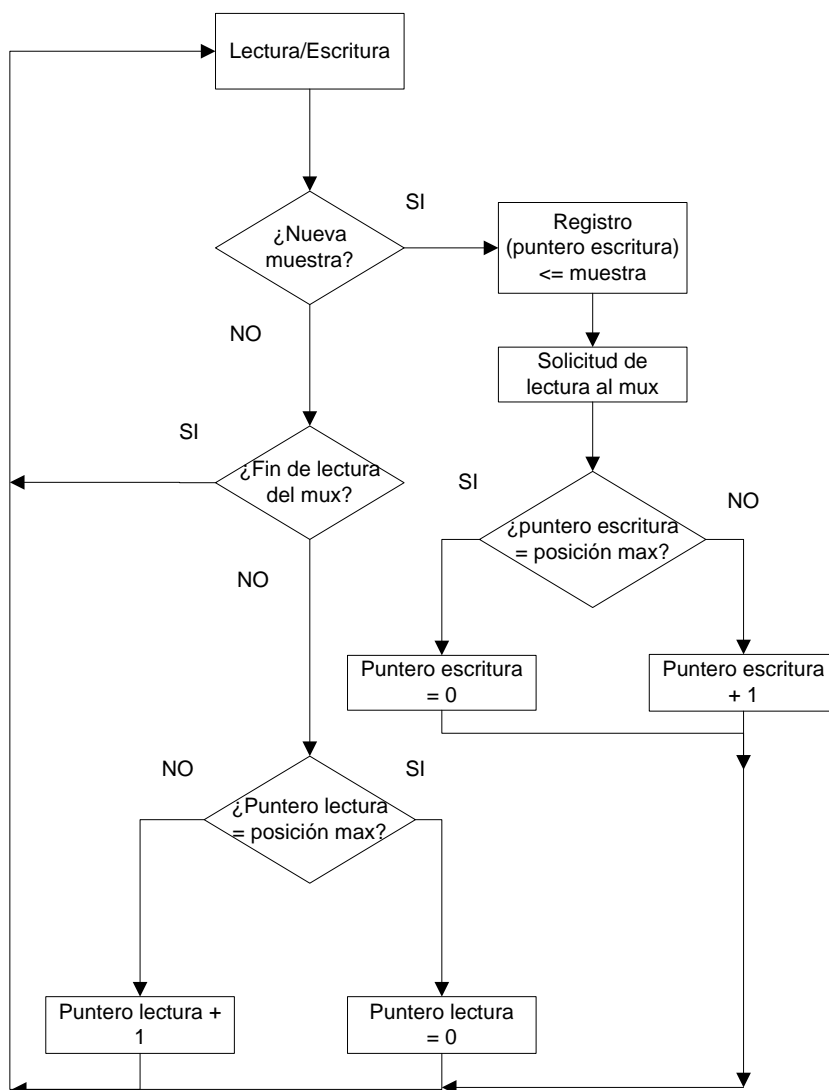 Lectura/Escritura
SI
¿Nueva
muestra?
Registro
(puntero escritura)
<= muestra
NO
Solicitud de
lectura al mux
SI
¿Fin de lectura
del mux?
SI
NO
¿puntero escritura
= posición max?
NO
Puntero escritura
= 0
Puntero escritura
+ 1
NO
SI
¿Puntero lectura
= posición max?
Puntero lectura +
1
Puntero lectura
= 0